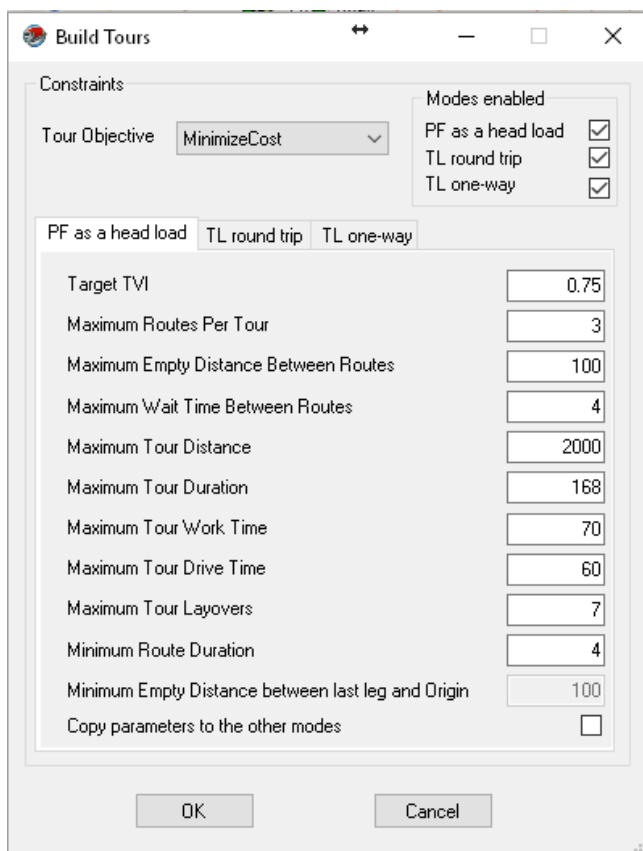 Build Tours
Constraints
Modes enabled
Tour Objective MinimizeCost
PF as a head load
TL round trip
TL one-way
PF as a head load TL round trip TL one-way
Target TVI 0.75
Maximum Routes Per Tour 3
Maximum Empty Distance Between Routes 100
Maximum Wait Time Between Routes 4
Maximum Tour Distance 2000
Maximum Tour Duration 168
Maximum Tour Work Time 70
Maximum Tour Drive Time 60
Maximum Tour Layovers 7
Minimum Route Duration 4
Minimum Empty Distance between last leg and Origin 100
Copy parameters to the other modes
OK Cancel